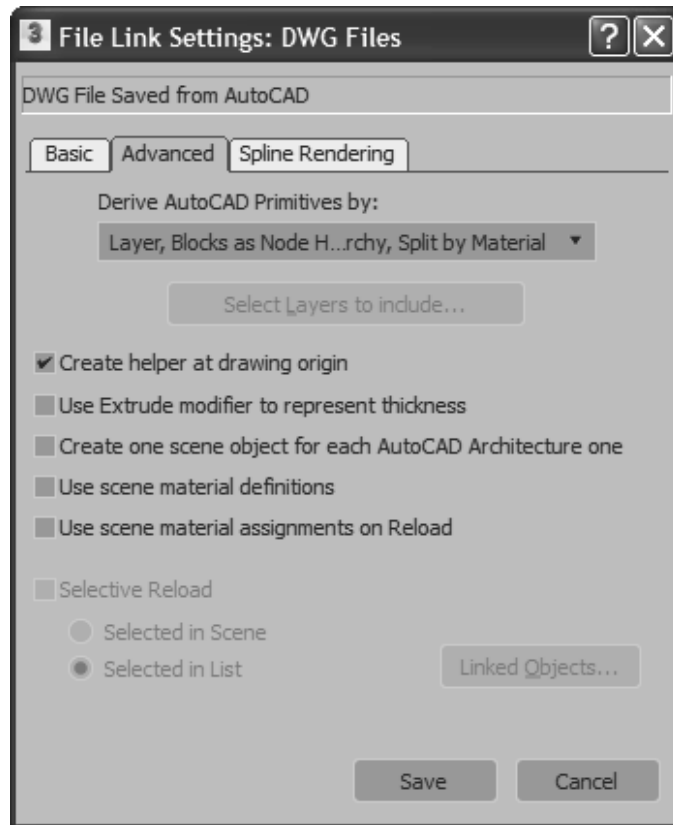 3 File Link Settings: DWG Files ? X
DWG File Saved from AutoCAD
Basic Advanced Spline Rendering
Derive AutoCAD Primitives by:
Layer, Blocks as Node H...rchy, Split by Material
Select Layers to include...
Create helper at drawing origin
Use Extrude modifier to represent thickness
Create one scene object for each AutoCAD Architecture one
Use scene material definitions
Use scene material assignments on Reload
Selective Reload
Selected in Scene
Selected in List Linked Objects...
Save Cancel